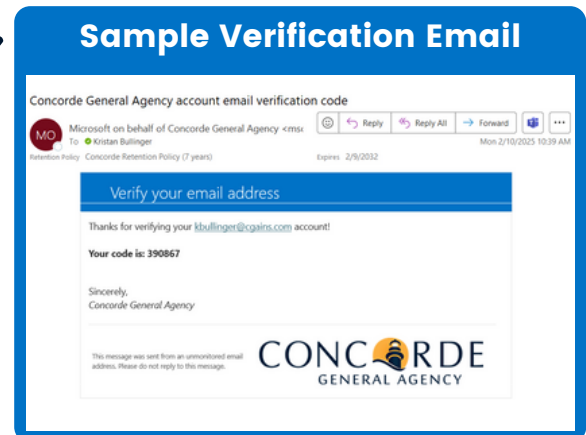 Sample Verification Email
Concorde General Agency account email verification code
MO
Microsoft on behalf of Concorde General Agency <msc
Reply
Reply All
Forward
To Kristan Bullinger
Mon 2/10/2025 10:39 AM
Retention Policy Concorde Retention Policy (7 years)
Expires 2/9/2032
Verify your email address
Thanks for verifying your kbullinger@cgains.com account!
Your code is: 390867
Sincerely,
Concorde General Agency
This message was sent from an unmonitored email
address. Please do not reply to this message.
CONCORDE
GENERAL AGENCY